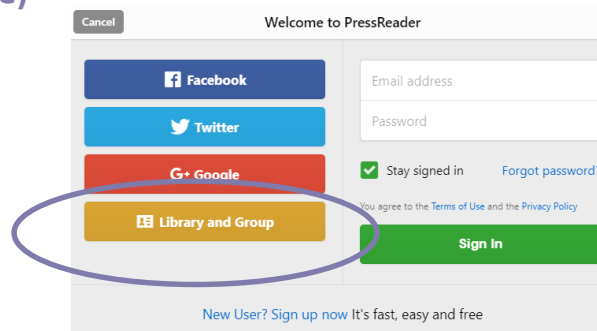 Cancel
Welcome to PressReader
Facebook
Twitter
G+ Google
Library and Group
Email address
Password
Stay signed in
Forgot password?
You agree to the Terms of Use and the Privacy Policy
Sign In
New User? Sign up now It's fast, easy and free